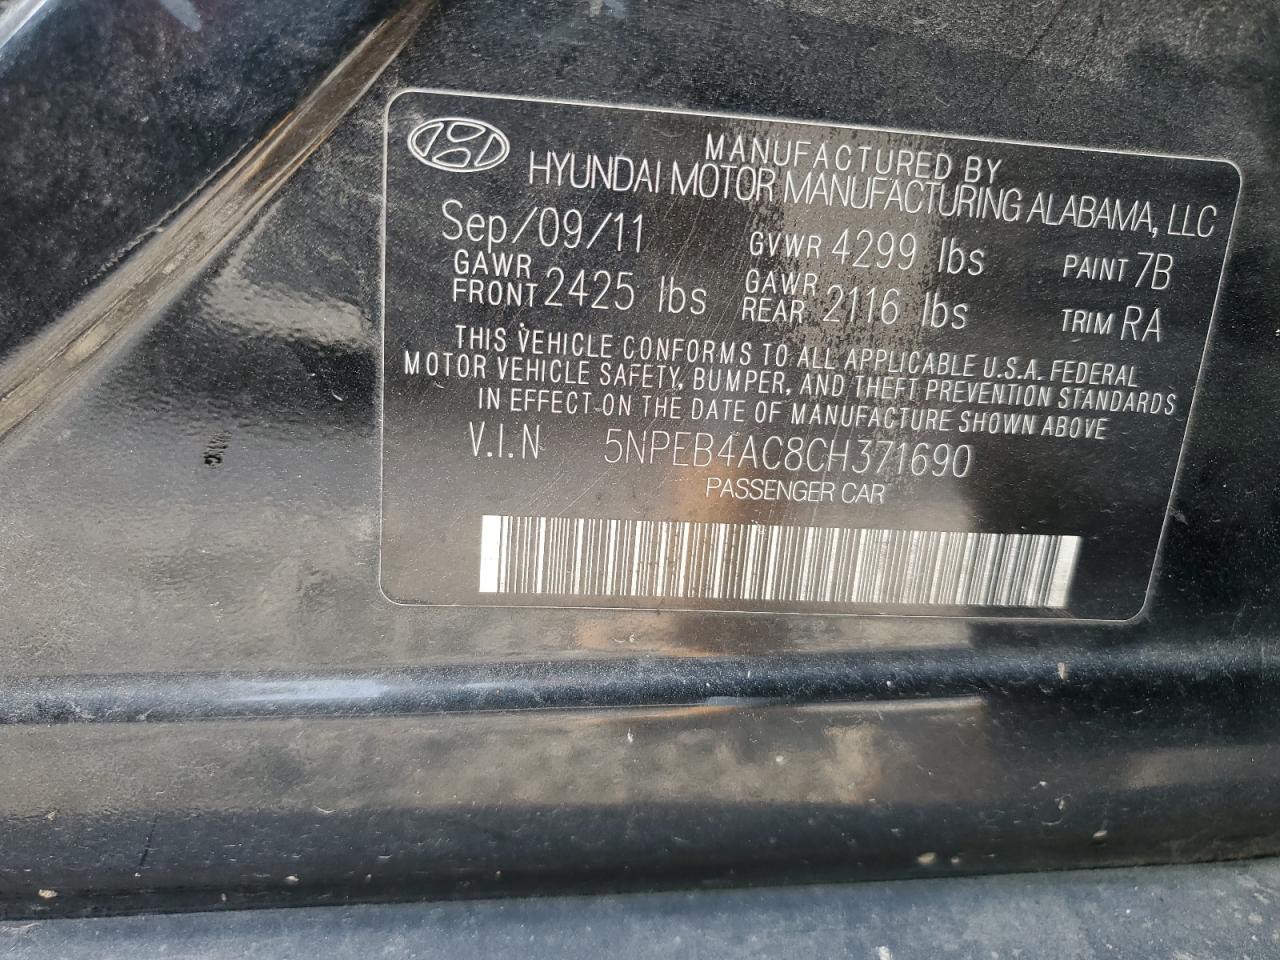 MANUFACTURED BY
HYUNDAI MOTOR MANUFACTURING ALABAMA, LLC
Sep/09/11 GVWR 4299 lbs PAINT 7B
GAWR FRONT 2425 lbs GAWR REAR 2116 lbs TRIM RA
THIS VEHICLE CONFORMS TO ALL APPLICABLE U.S.A. FEDERAL
MOTOR VEHICLE SAFETY, BUMPER, AND THEFT PREVENTION STANDARDS
IN EFFECT ON THE DATE OF MANUFACTURE SHOWN ABOVE
V.I.N 5NPEB4AC8CH371690
PASSENGER CAR